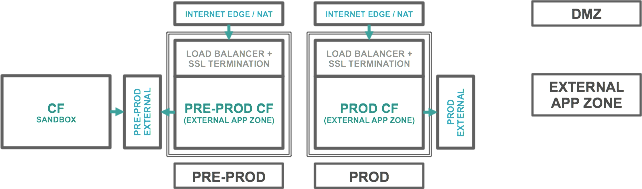 INTERNET EDGE / NAT
INTERNET EDGE / NAT
DMZ
LOAD BALANCER +
SSL TERMINATION
LOAD BALANCER +
SSL TERMINATION
CF
SANDBOX
PRE-PROD
EXTERNAL
PRE-PROD CF
(EXTERNAL APP ZONE)
PROD CF
(EXTERNAL APP ZONE)
PROD
EXTERNAL
EXTERNAL
APP ZONE
PRE-PROD
PROD